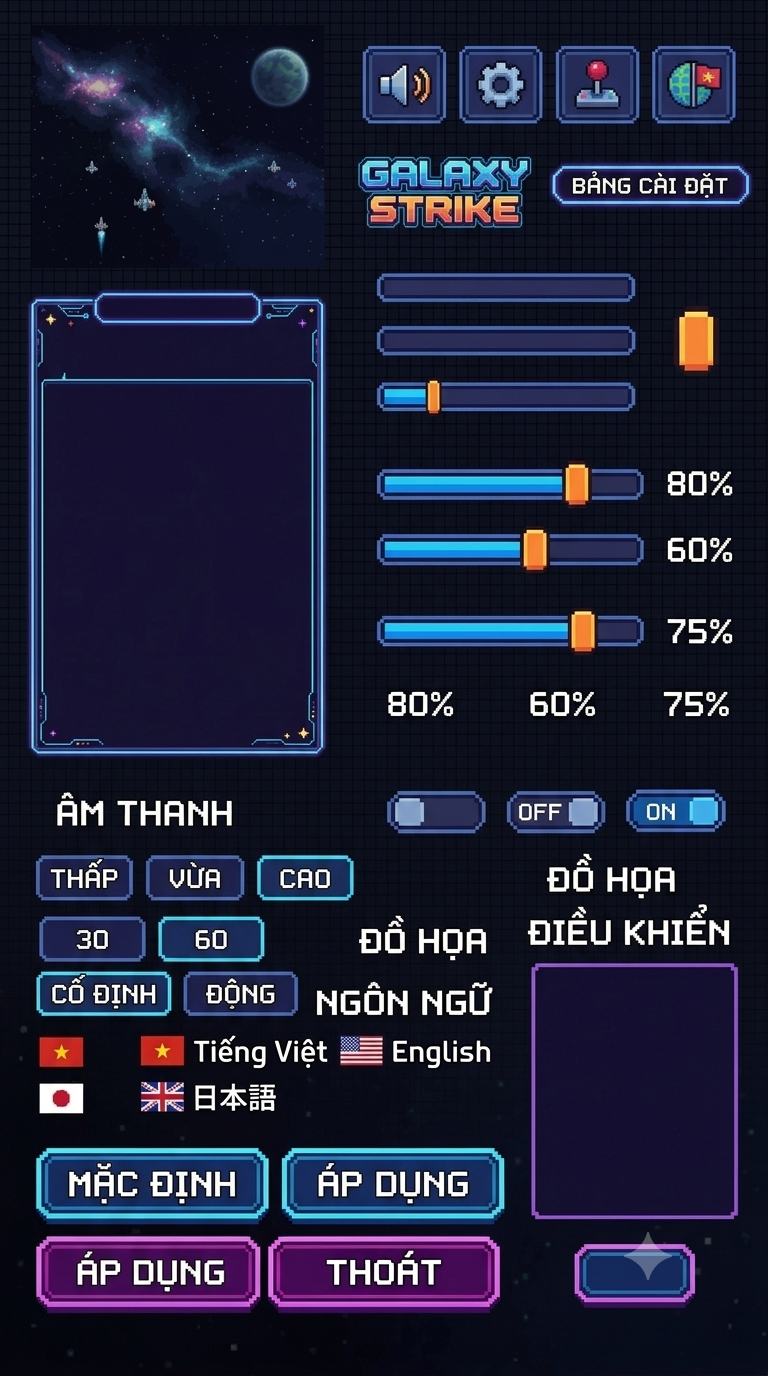 GALAXY
STRIKE
BẢNG CÀI ĐẶT
80%
60%
75%
80% 60% 75%
ÂM THANH
OFF ON
THẤP VỪA CAO
ĐỒ HỌA
30 60
ĐỒ HỌA
ĐIỀU KHIỂN
CỐ ĐỊNH ĐỘNG
NGÔN NGỮ
Tiếng Việt English
日本語
MẶC ĐỊNH ÁP DỤNG
ÁP DỤNG THOÁT